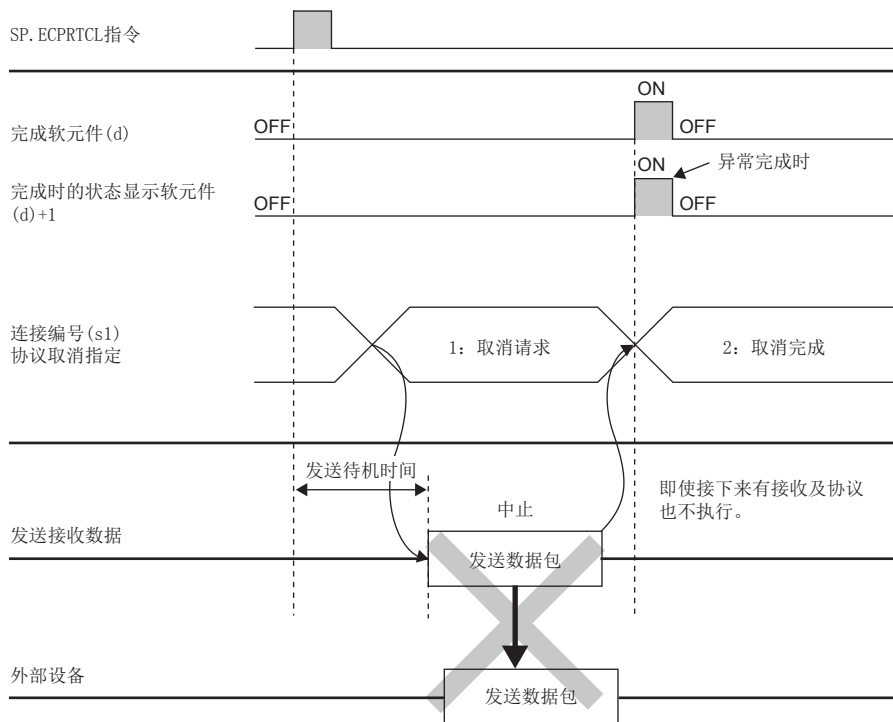 SP.ECPRTCL指令
ON
完成软元件(d)
OFF
OFF
ON
异常完成时
完成时的状态显示软元件
(d)+1
OFF
OFF
连接编号(s1)
协议取消指定
1: 取消请求
2: 取消完成
发送待机时间
中止
即使接下来有接收及协议
也不执行。
发送接收数据
发送数据包
外部设备
发送数据包